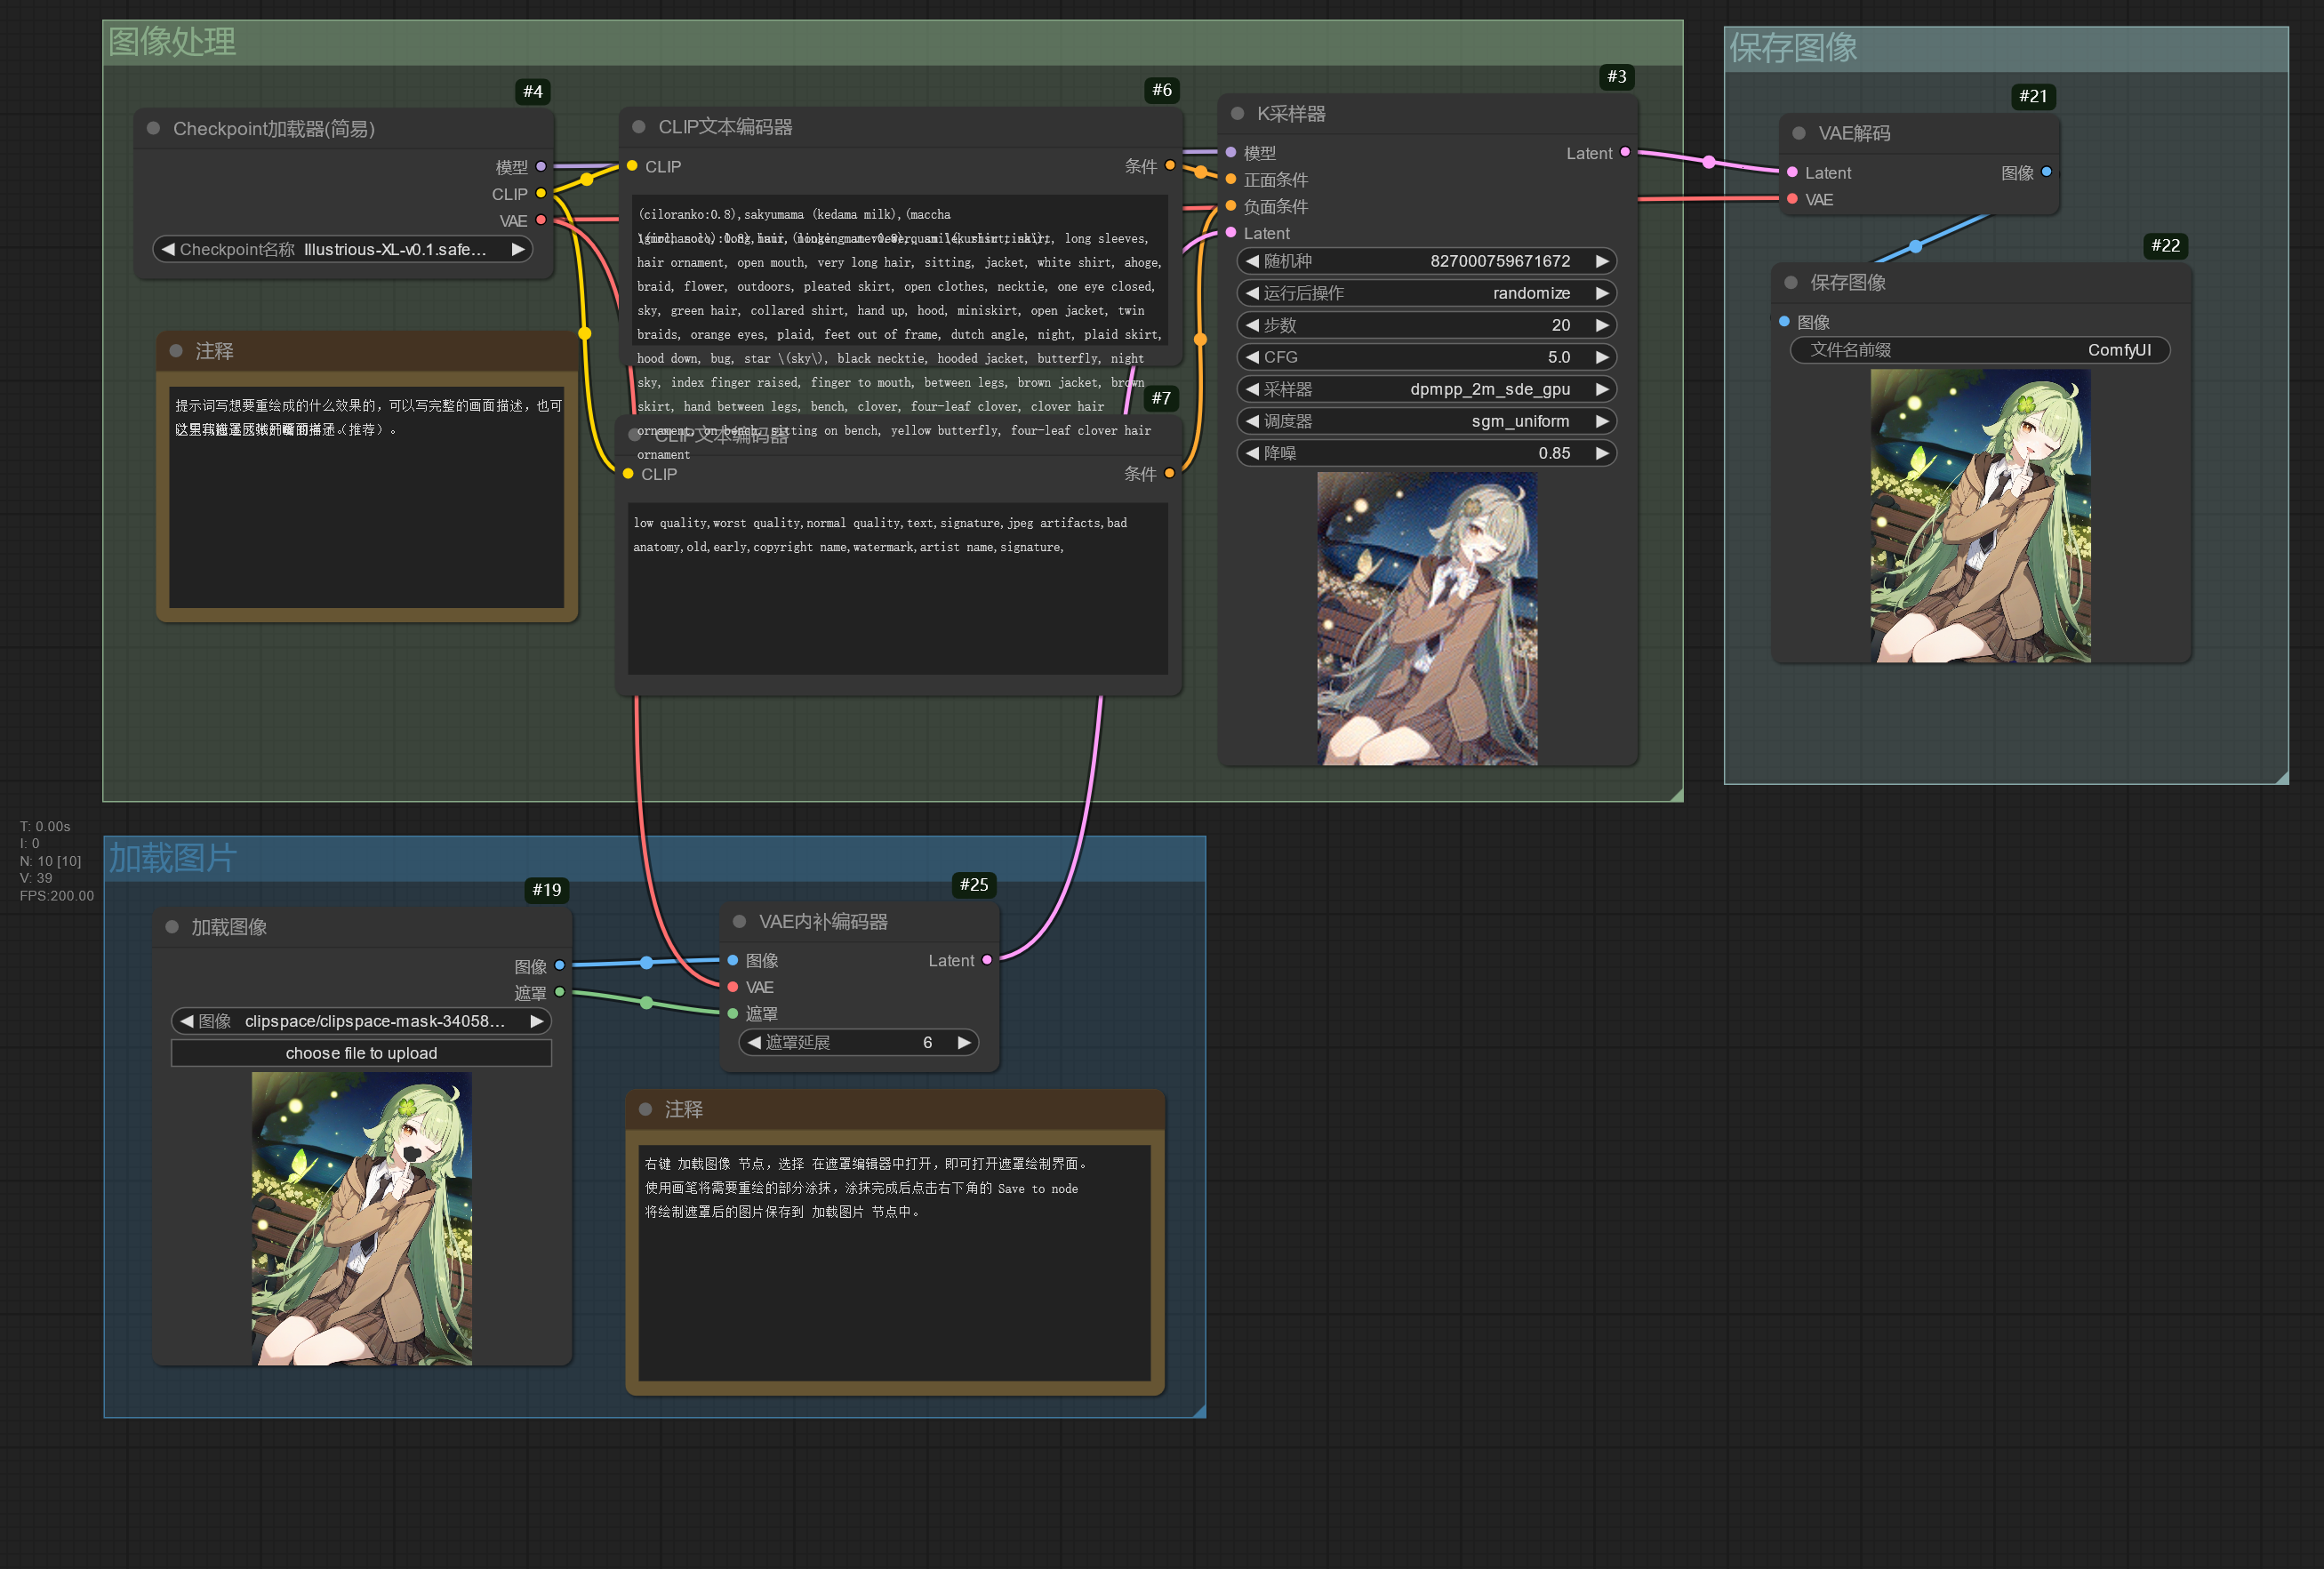 图像处理
#4
Checkpoint加载器(简易)
模型
CLIP
VAE
Checkpoint名称 Illustrious-XL-v0.1.safe...
注释
提示词写想要重绘成的什么效果的，可以写完整的画面描述，也可
#6
CLIP文本编码器
CLIP
条件
(ciloranko:0.8),sakyumama (kedama milk),(maccha
long sleeves,
hair ornament, open mouth, very long hair, sitting, jacket, white shirt, ahoge,
braid, flower, outdoors, pleated skirt, open clothes, necktie, one eye closed,
sky, green hair, collared shirt, hand up, hood, miniskirt, open jacket, twin
braids, orange eyes, plaid, feet out of frame, dutch angle, night, plaid skirt,
hood down, bug, star \(sky\), black necktie, hooded jacket, butterfly, night
sky, index finger raised, finger to mouth, between legs, brown jacket, brown
skirt, hand between legs, bench, clover, four-leaf clover, clover hair
ornament, on bench, sitting on bench, yellow butterfly, four-leaf clover hair
ornament
#7
CLIP文本编码器
CLIP
条件
low quality,worst quality,normal quality,text,signature,jpeg artifacts,bad
anatomy,old,early,copyright name,watermark,artist name,signature,
#3
K采样器
模型
Latent
正面条件
负面条件
Latent
随机种 827000759671672
运行后操作 randomize
步数 20
CFG 5.0
采样器 dpmpp_2m_sde_gpu
调度器 sgm_uniform
降噪 0.85
保存图像
#21
VAE解码
Latent
图像
VAE
#22
保存图像
图像
文件名前缀 ComfyUI
T: 0.00s
I: 0
N: 10 [10]
V: 39
FPS:200.00
加载图片
#19
加载图像
图像
遮罩
图像 clipspace/clipspace-mask-34058...
choose file to upload
#25
VAE内补编码器
图像
Latent
VAE
遮罩
遮罩延展 6
注释
右键 加载图像 节点，选择 在遮罩编辑器中打开，即可打开遮罩绘制界面。
使用画笔将需要重绘的部分涂抹，涂抹完成后点击右下角的 Save to node
将绘制遮罩后的图片保存到 加载图片 节点中。